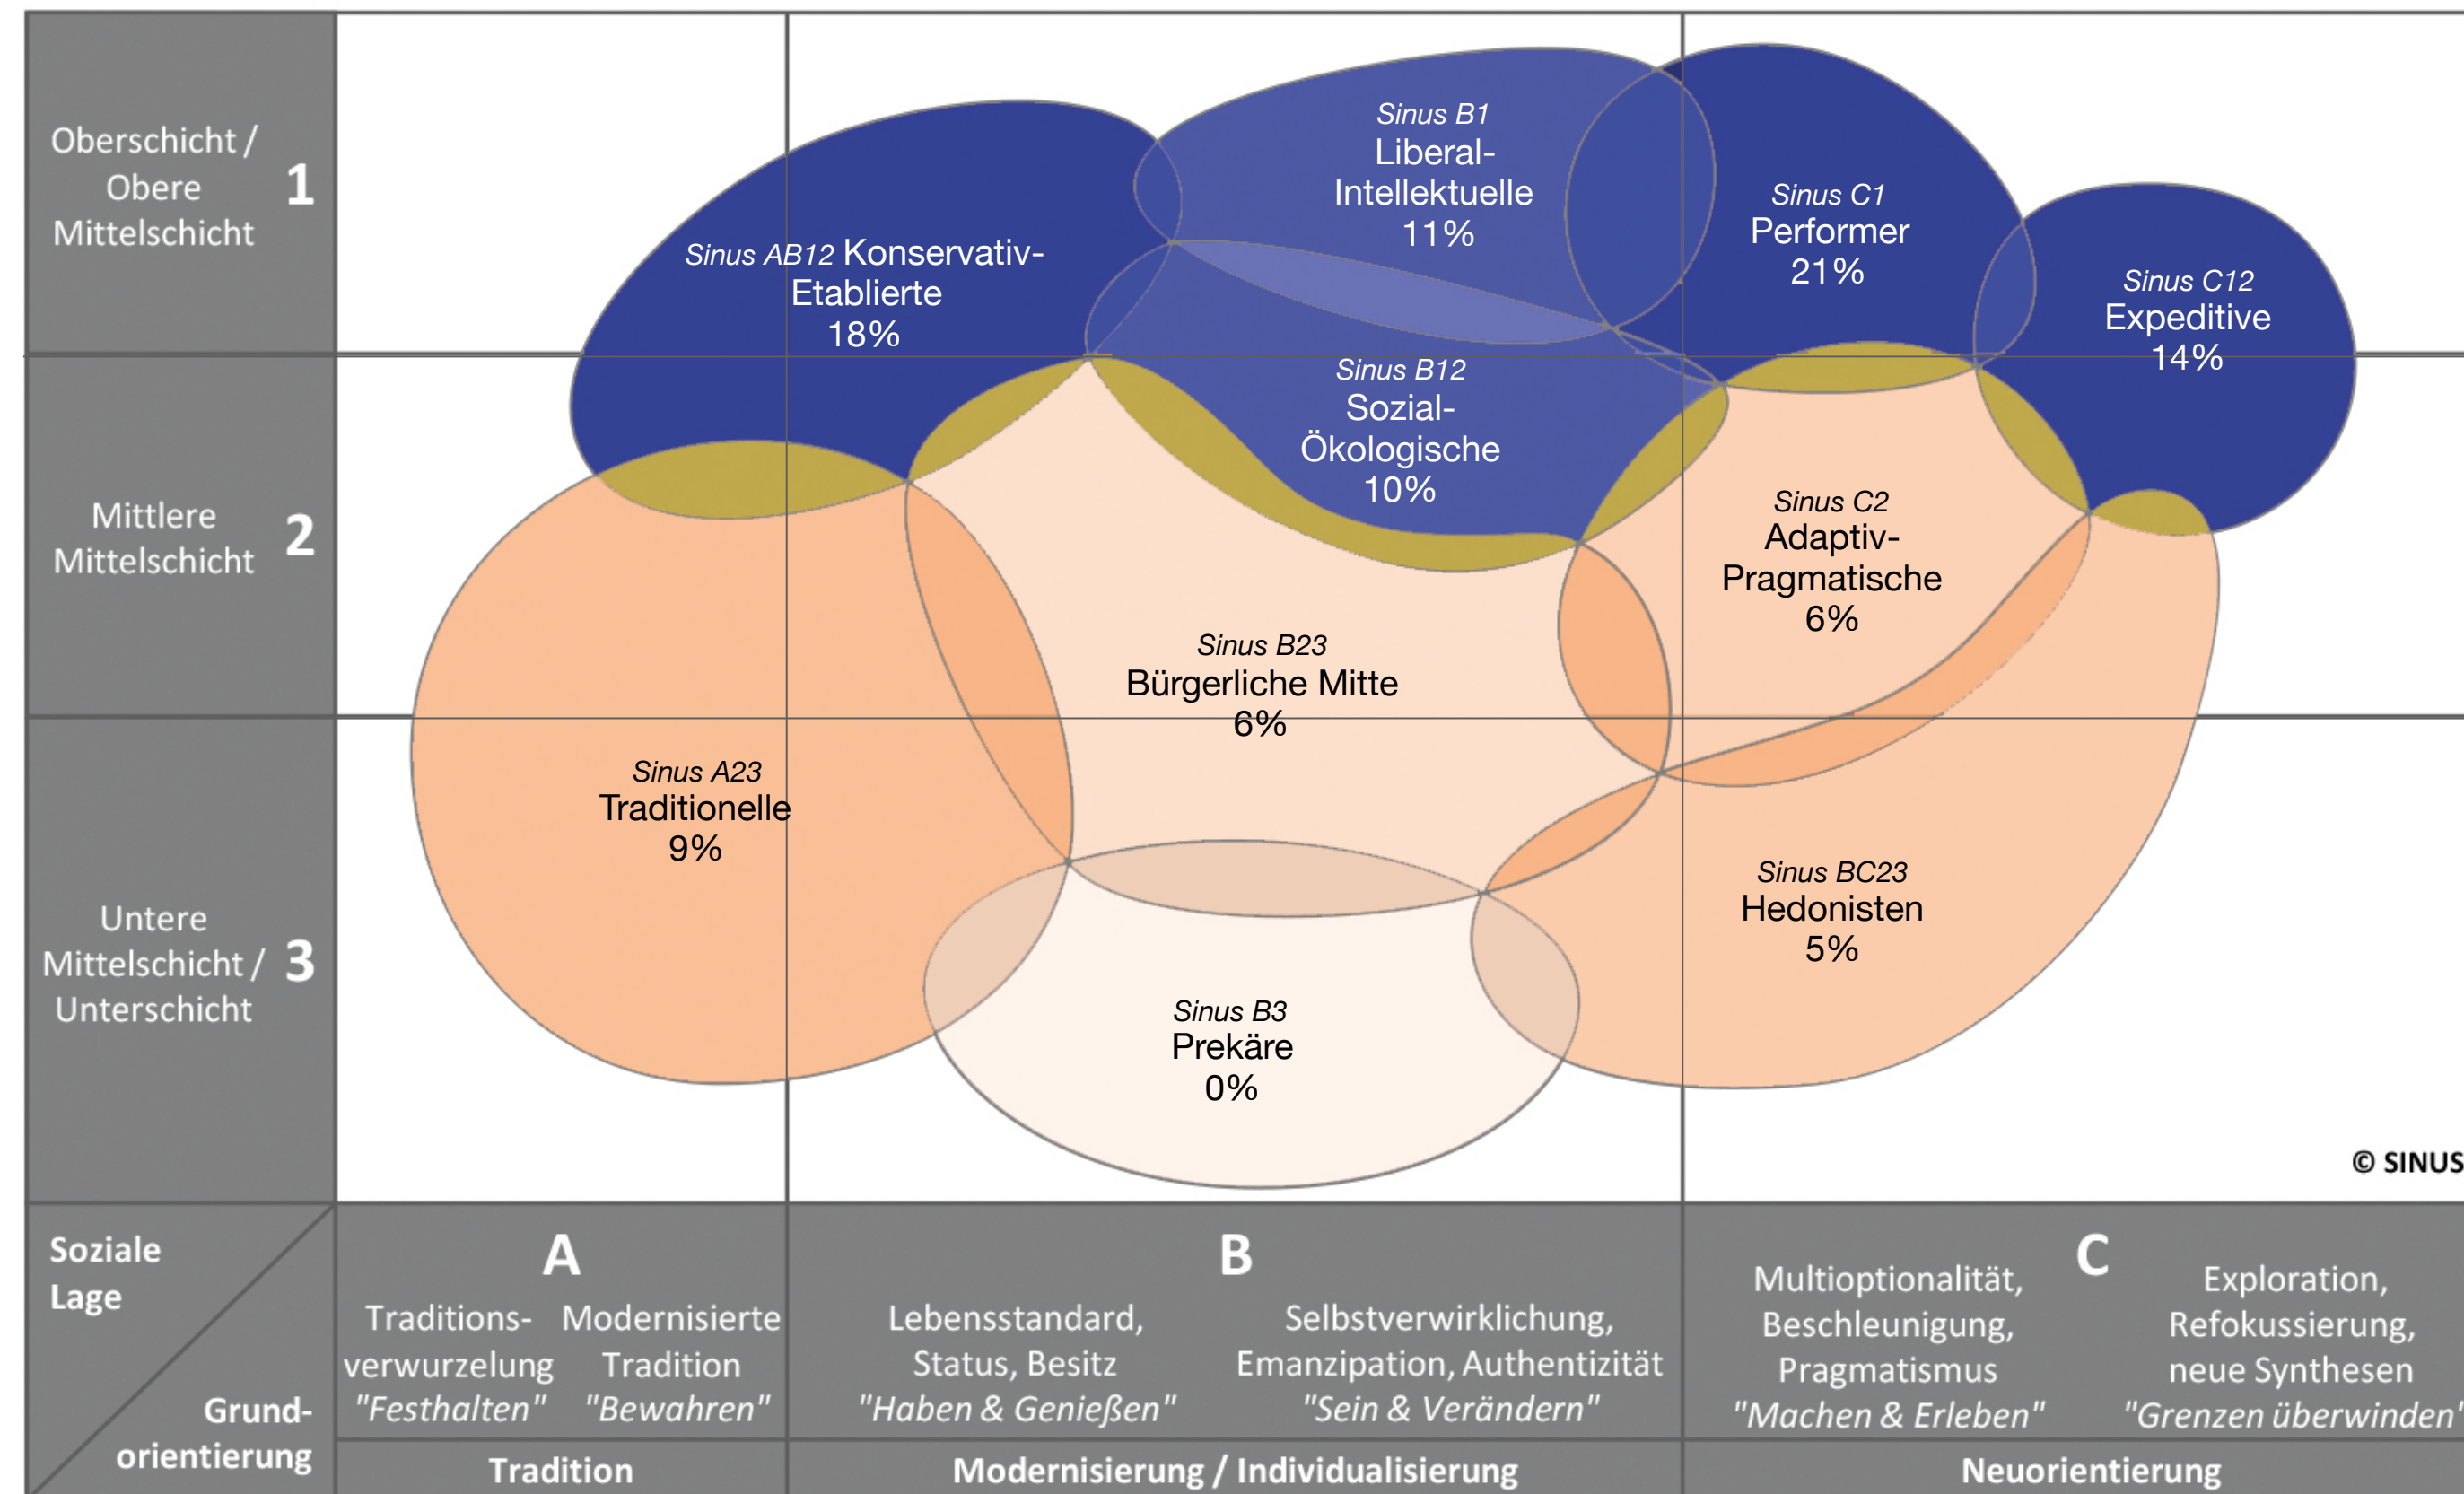 Oberschicht /
Obere
Mittelschicht
1
Mittlere
Mittelschicht
2
Untere
Mittelschicht /
Unterschicht
3
Sinus AB12 Konservativ-
Etablierte
18%
Sinus B1
Liberal-
Intellektuelle
11%
Sinus C1
Performer
21%
Sinus C12
Expeditive
14%
Sinus B12
Sozial-
Ökologische
10%
Sinus C2
Adaptiv-
Pragmatische
6%
Sinus B23
Bürgerliche Mitte
6%
Sinus A23
Traditionelle
9%
Sinus BC23
Hedonisten
5%
Sinus B3
Prekäre
0%
© SINUS
Soziale
Lage
Grund-
orientierung
A
Traditions-
verwurzelung
"Festhalten"
Modernisierte
Tradition
"Bewahren"
Tradition
B
Lebensstandard,
Status, Besitz
"Haben & Genießen"
Selbstverwirklichung,
Emanzipation, Authentizität
"Sein & Verändern"
Modernisierung / Individualisierung
C
Multioptionalität,
Beschleunigung,
Pragmatismus
"Machen & Erleben"
Exploration,
Refokussierung,
neue Synthesen
"Grenzen überwinden"
Neuorientierung